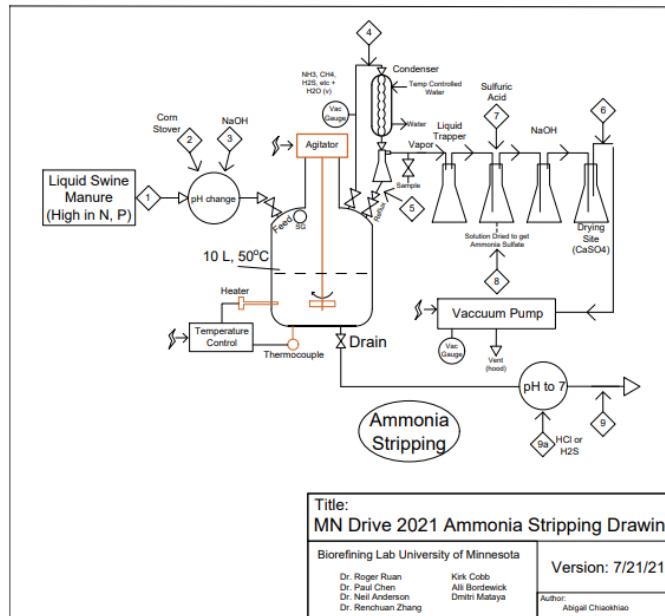 4
NH3, CH4,
H2S, etc +
H2O (v)
Condenser
Temp Controlled
Water
Sulfuric
Acid
7
6
Corn
Stover
NaOH
2
3
Vac
Gauge
Water
Liquid
Trapper
NaOH
Agitator
Vapor
Liquid Swine
Manure
(High in N, P)
1
pH change
Sample
Reflux
5
Feed
SG
Solution Dried to get
Ammonia Sulfate
Drying
Site
(CaSO4)
10 L, 50°C
8
Heater
Vaccuum Pump
Temperature
Control
Thermocouple
Drain
Vac
Gauge
Vent
(hood)
pH to 7
9
Ammonia
Stripping
9a
HCl or
H2S
Title:
MN Drive 2021 Ammonia Stripping Drawin
Biorefining Lab University of Minnesota
Dr. Roger Ruan
Kirk Cobb
Dr. Paul Chen
Alli Bordewick
Dr. Neil Anderson
Dmitri Mataya
Dr. Renchuan Zhang
Version: 7/21/21
Author:
Abigail Chiaokhiao